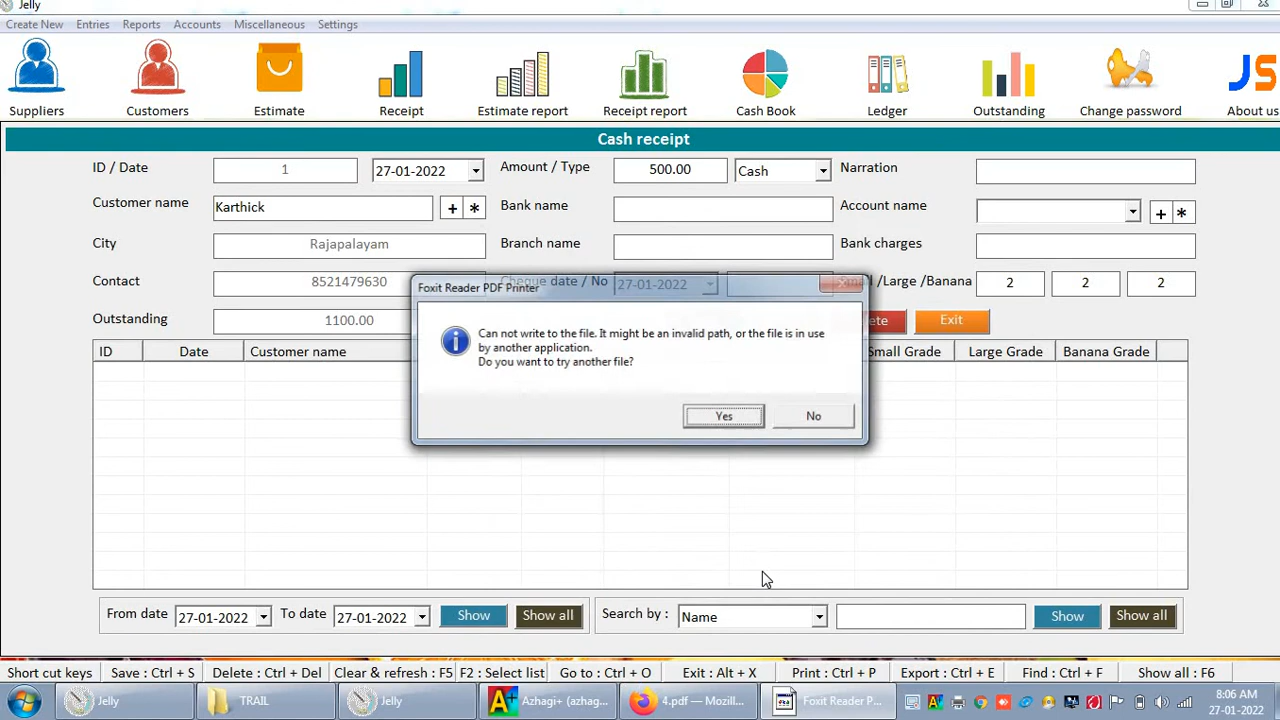 Jelly
Create New Entries Reports Accounts Miscellaneous Settings
Suppliers Customers Estimate Receipt Estimate report Receipt report Cash Book Ledger Outstanding Change password About us
JS
Cash receipt
ID / Date 1 27-01-2022 Amount / Type 500.00 Cash Narration
Customer name Karthick + * Bank name Account name + *
City Rajapalayam Branch name Bank charges
Contact 8521479630 Cheque date / No 27-01-2022 /Large /Banana 2 2 2
Outstanding 1100.00 Exit
Foxit Reader PDF Printer
Can not write to the file. It might be an invalid path, or the file is in use
by another application.
Do you want to try another file?
Yes No
ID Date Customer name Small Grade Large Grade Banana Grade
From date 27-01-2022 To date 27-01-2022 Show Show all Search by : Name Show Show all
Short cut keys Save : Ctrl + S Delete : Ctrl + Del Clear & refresh : F5 F2 : Select list Go to : Ctrl + O Exit : Alt + X Print : Ctrl + P Export : Ctrl + E Find : Ctrl + F Show all : F6
Jelly TRAIL Jelly Azhagi+ (azhag... 4.pdf — Mozill... Foxit Reader P...
8:06 AM
27-01-2022